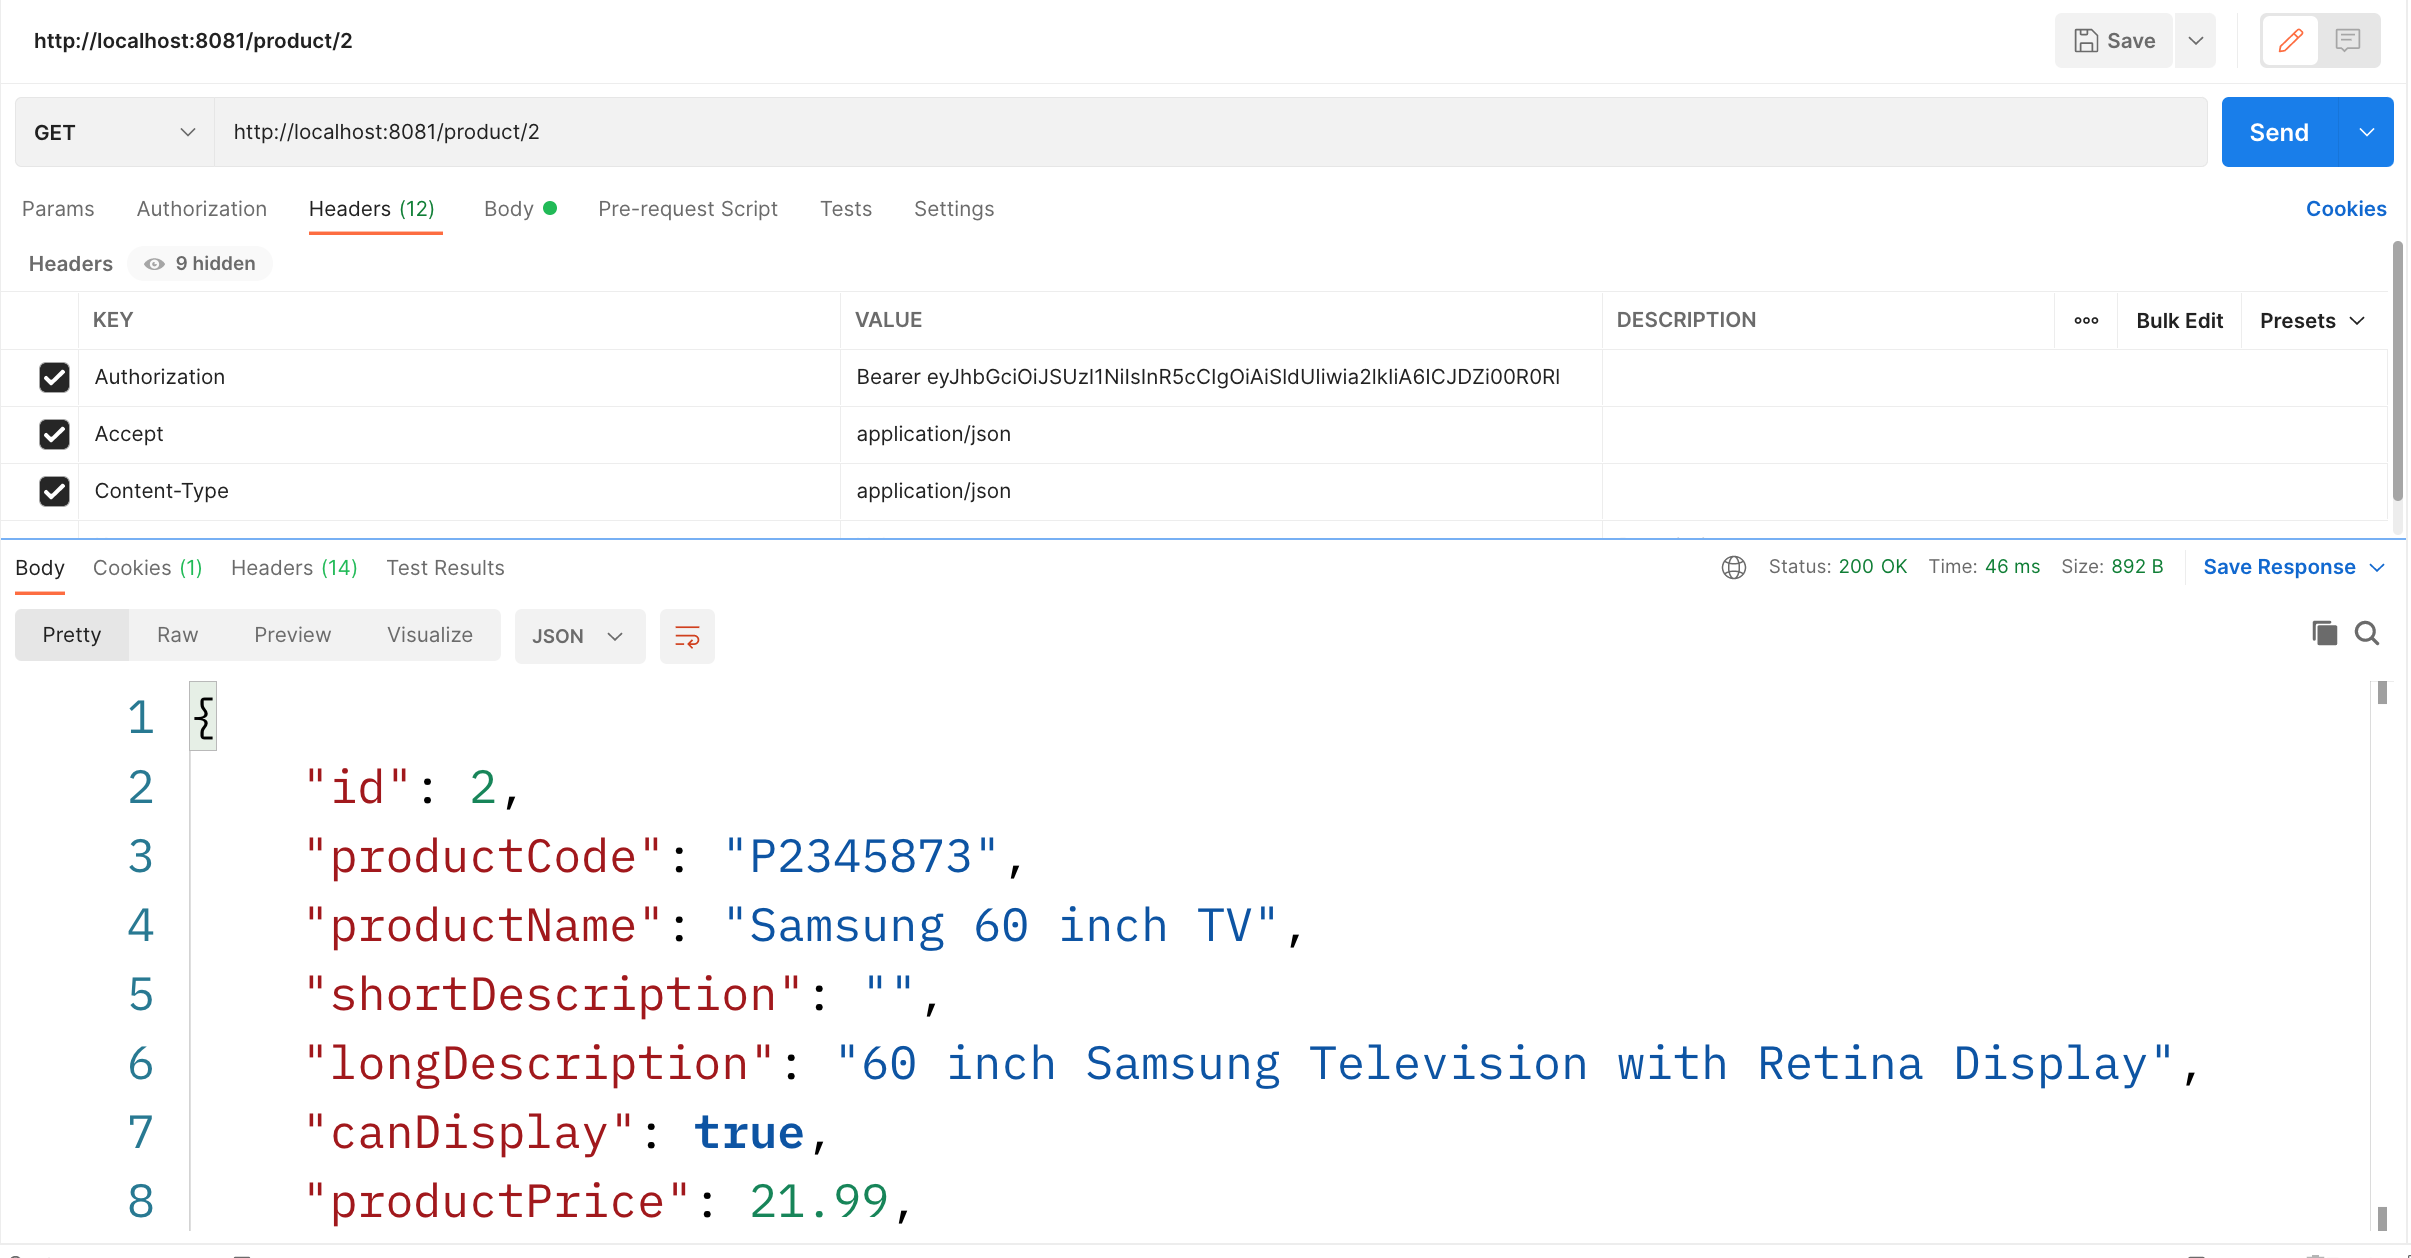 http://localhost:8081/product/2
Save
GET http://localhost:8081/product/2 Send
Params Authorization Headers (12) Body Pre-request Script Tests Settings Cookies
Headers 9 hidden
KEY VALUE DESCRIPTION Bulk Edit Presets
Authorization Bearer eyJhbGciOiJSUzI1NiIsInR5cCIgOiAiSldUIiwia2lkIiA6ICJDZi00R0Rl
Accept application/json
Content-Type application/json
Body Cookies (1) Headers (14) Test Results Status: 200 OK Time: 46 ms Size: 892 B Save Response
Pretty Raw Preview Visualize JSON
1 {
2 "id": 2,
3 "productCode": "P2345873",
4 "productName": "Samsung 60 inch TV",
5 "shortDescription": "",
6 "longDescription": "60 inch Samsung Television with Retina Display",
7 "canDisplay": true,
8 "productPrice": 21.99,